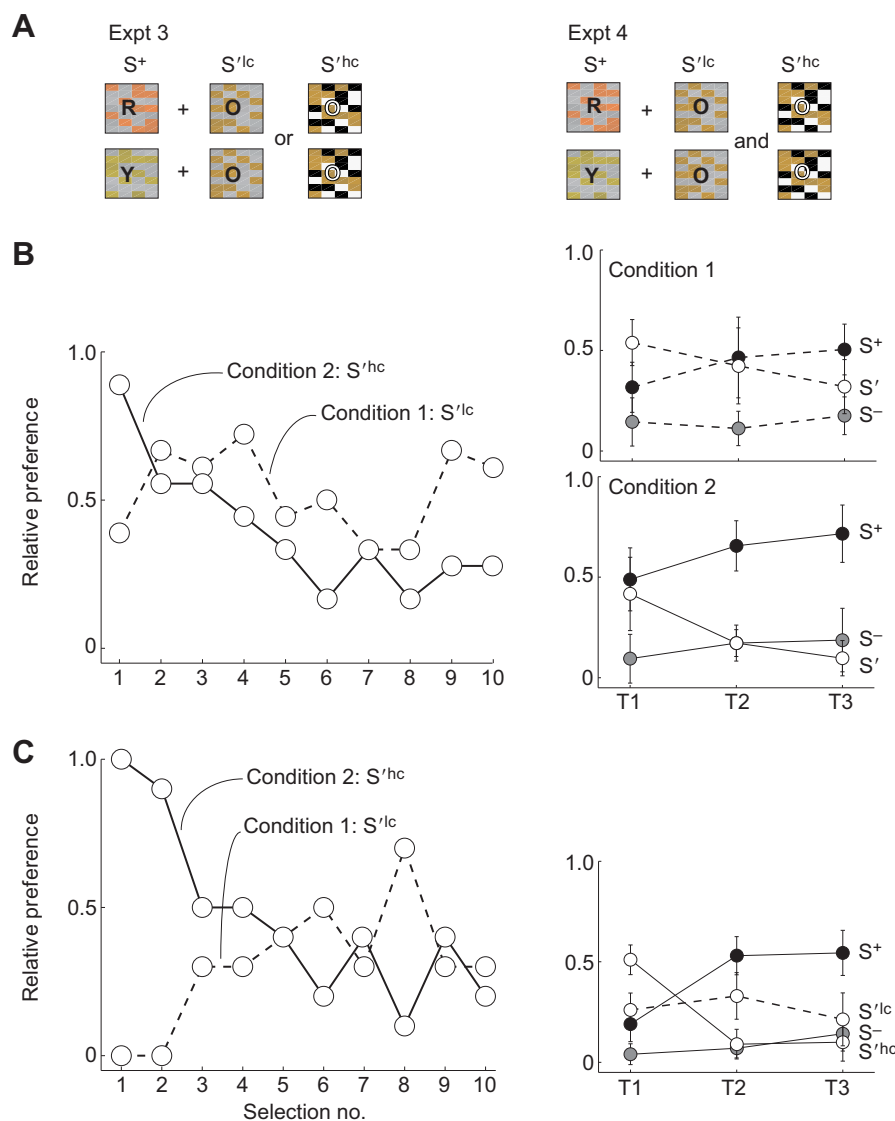 A
Expt 3
S+ S′lc S′hc
R + O or O
Y + O O
Expt 4
S+ S′lc S′hc
R + O and O
Y + O O
B
Relative preference
1.0
0.5
0
Condition 2: S′hc
Condition 1: S′lc
1 2 3 4 5 6 7 8 9 10
Condition 1
1.0
0.5
0
S+
S′
S−
Condition 2
1.0
0.5
0
S+
S−
S′
T1 T2 T3
C
Relative preference
1.0
0.5
0
Condition 2: S′hc
Condition 1: S′lc
1 2 3 4 5 6 7 8 9 10
Selection no.
1.0
0.5
0
S+
S′lc
S−
S′hc
T1 T2 T3